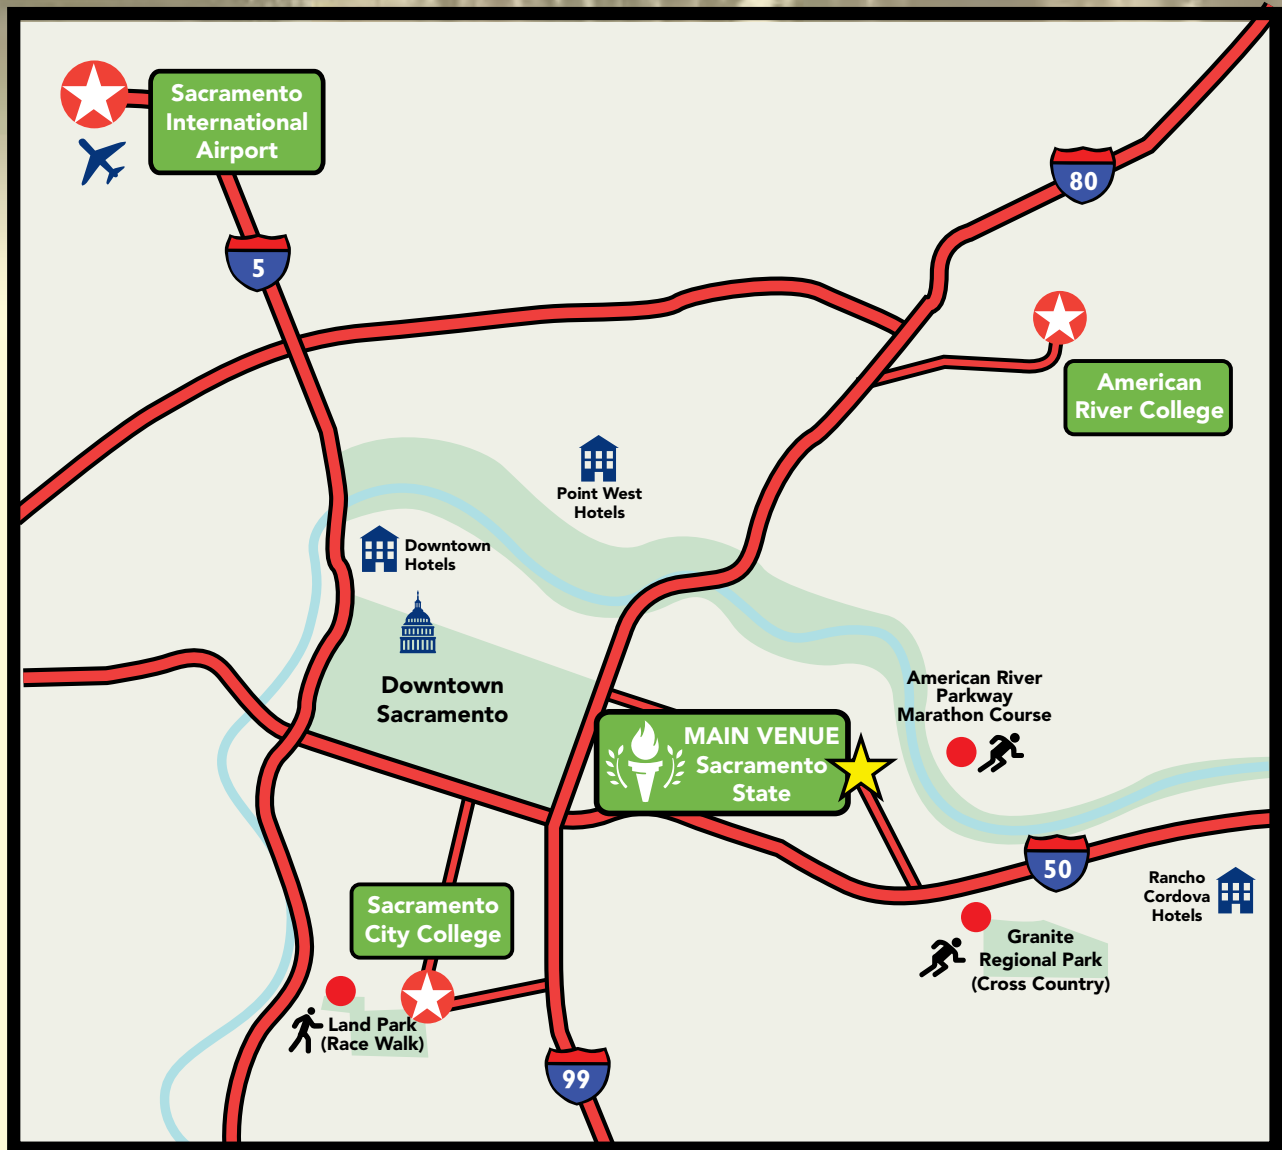 Sacramento
International
Airport
80
5
American
River College
Point West
Hotels
Downtown
Hotels
Downtown
Sacramento
American River
Parkway
Marathon Course
MAIN VENUE
Sacramento
State
50
Rancho
Cordova
Hotels
Sacramento
City College
Granite
Regional Park
(Cross Country)
Land Park
(Race Walk)
99